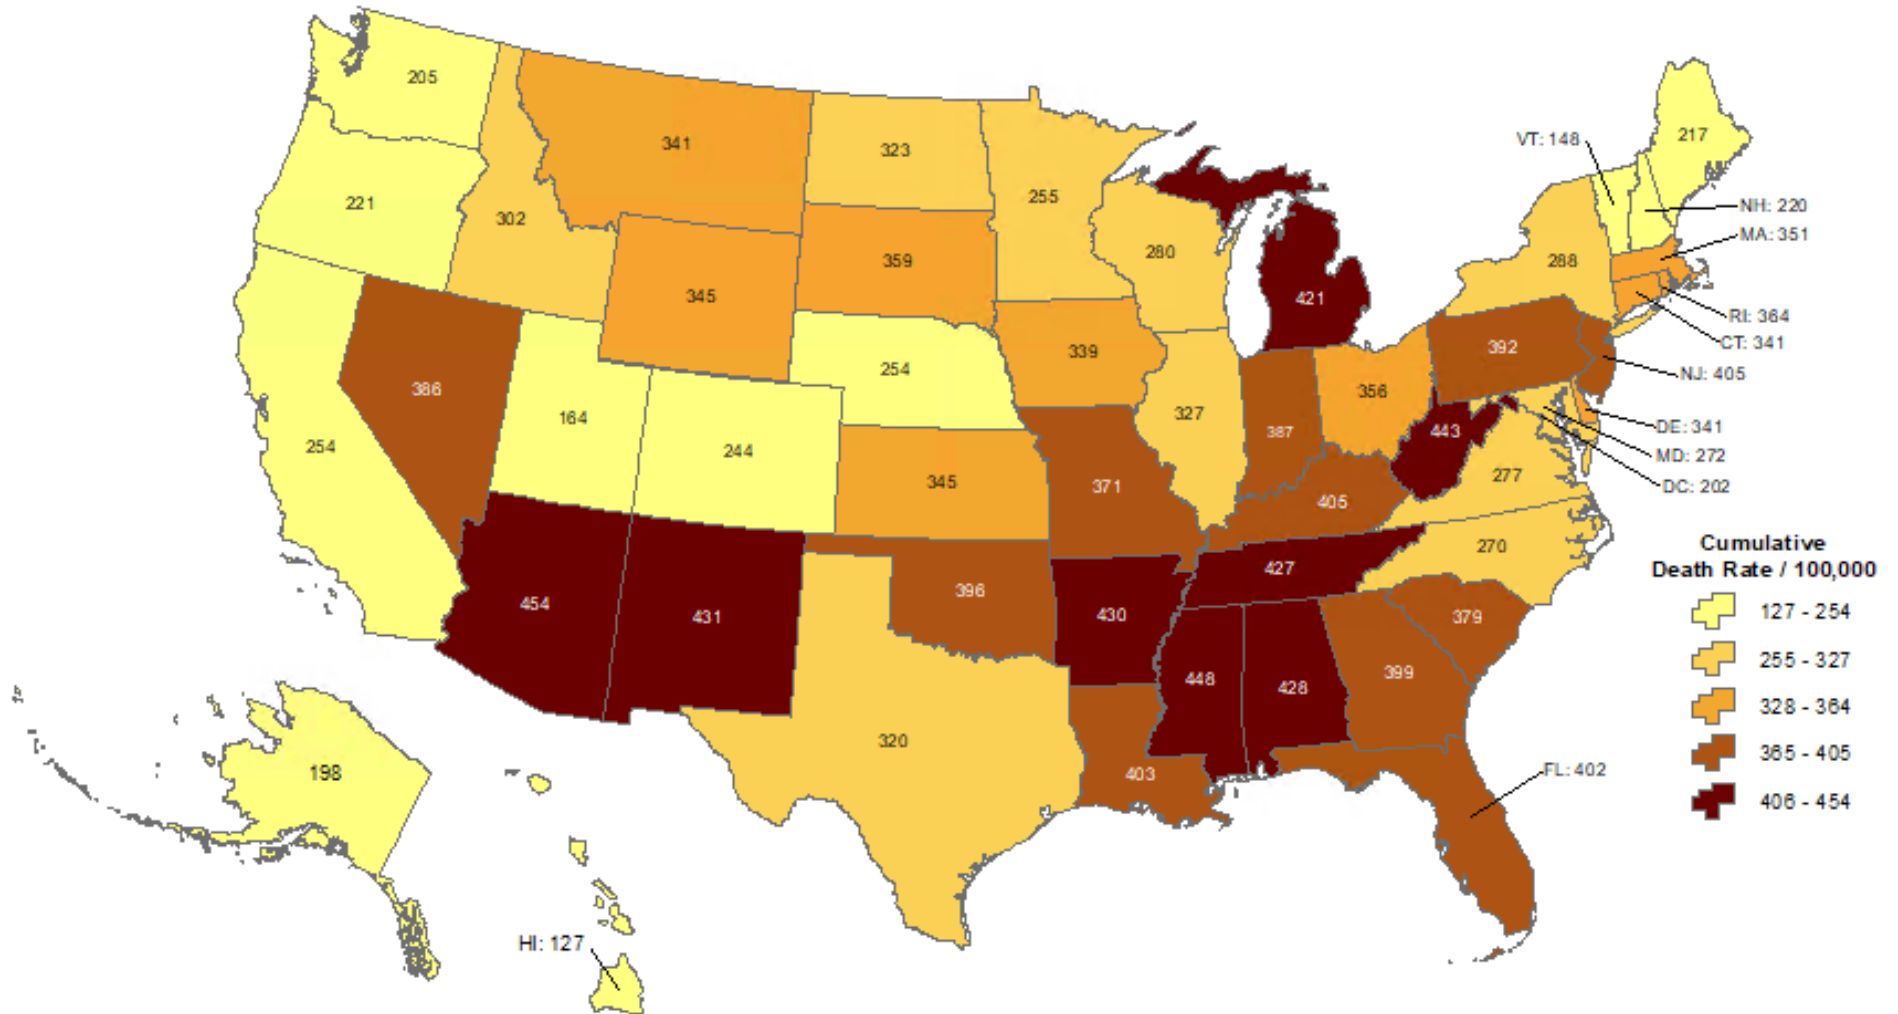 205
341
323
255
VT: 148
217
221
302
345
359
280
421
288
NH: 220
MA: 351
RI: 364
CT: 341
NJ: 405
392
386
164
244
254
339
327
387
356
443
DE: 341
MD: 272
DC: 202
277
254
345
371
405
270
454
431
396
430
427
379
448
428
399
320
403
FL: 402
198
HI: 127
Cumulative
Death Rate / 100,000
127 - 254
255 - 327
328 - 364
365 - 405
406 - 454